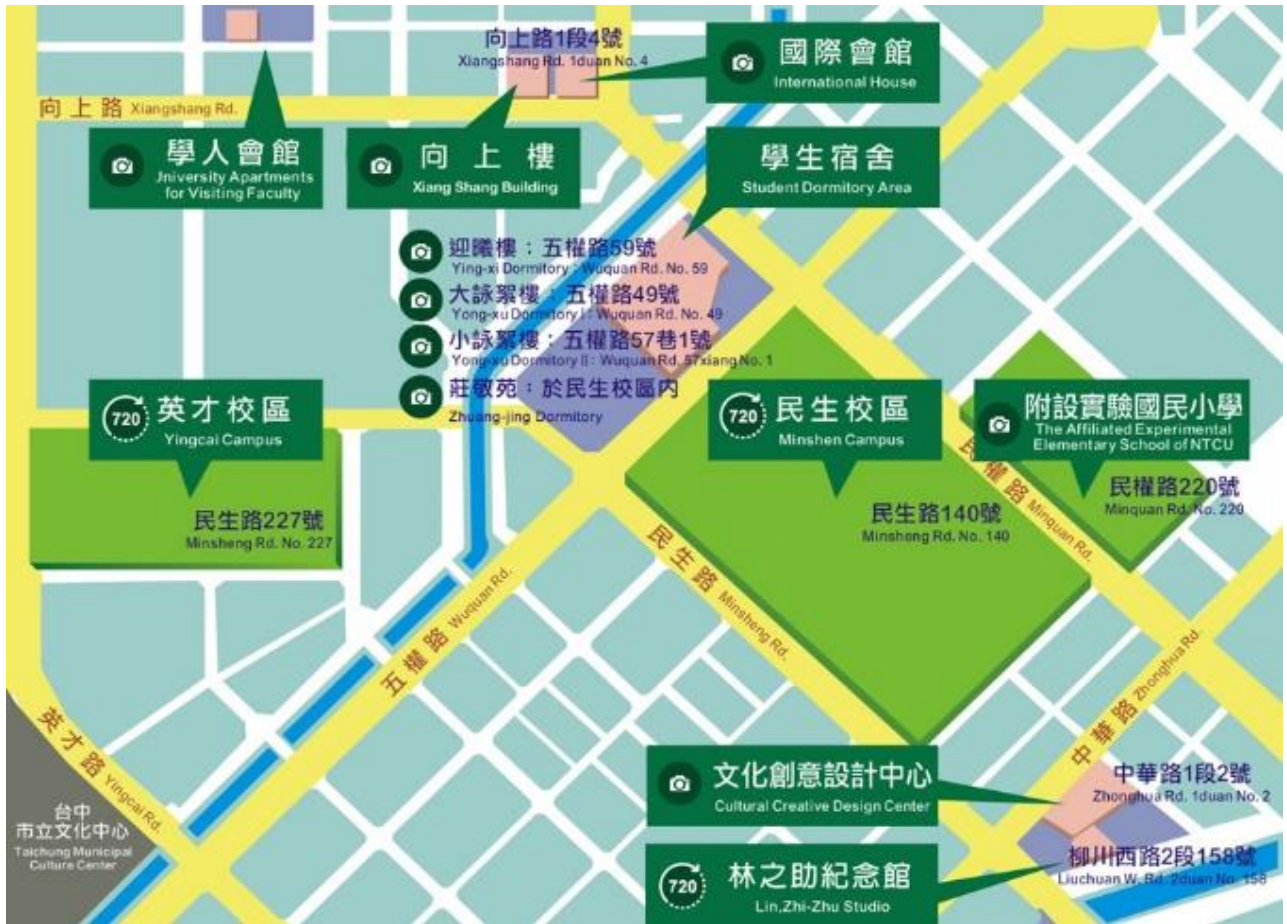 向上路1段4號
Xiangshang Rd. 1duan No. 4
國際會館
International House
向上路 Xiangshang Rd.
學人會館
Jniversity Apartments
for Visiting Faculty
向上樓
Xiang Shang Building
學生宿舍
Student Dormitory Area
迎曦樓：五權路59號
Ying-xi Dormitory：Wuquan Rd. No. 59
大詠絮樓：五權路49號
Yong-xu Dormitory I：Wuquan Rd. No. 49
小詠絮樓：五權路57巷1號
Yong-xu Dormitory II：Wuquan Rd. 57xiang No. 1
莊敬苑：於民生校區內
Zhuang-jing Dormitory
720
英才校區
Yingcai Campus
720
民生校區
Minshen Campus
附設實驗國民小學
The Affiliated Experimental
Elementary School of NTCU
民生路227號
Minsheng Rd. No. 227
民生路140號
Minsheng Rd. No. 140
民權路220號
Minquan Rd. No. 220
民權路 Minquan Rd.
民生路 Minsheng Rd.
五權路 Wuquan Rd.
中華路 Zhonghua Rd.
英才路 Yingcai Rd.
台中
市立文化中心
Taichung Municipal
Culture Center
文化創意設計中心
Cultural Creative Design Center
中華路1段2號
Zhonghua Rd. 1duan No. 2
720
林之助紀念館
Lin,Zhi-Zhu Studio
柳川西路2段158號
Liuchuan W. Rd. 2duan No. 158